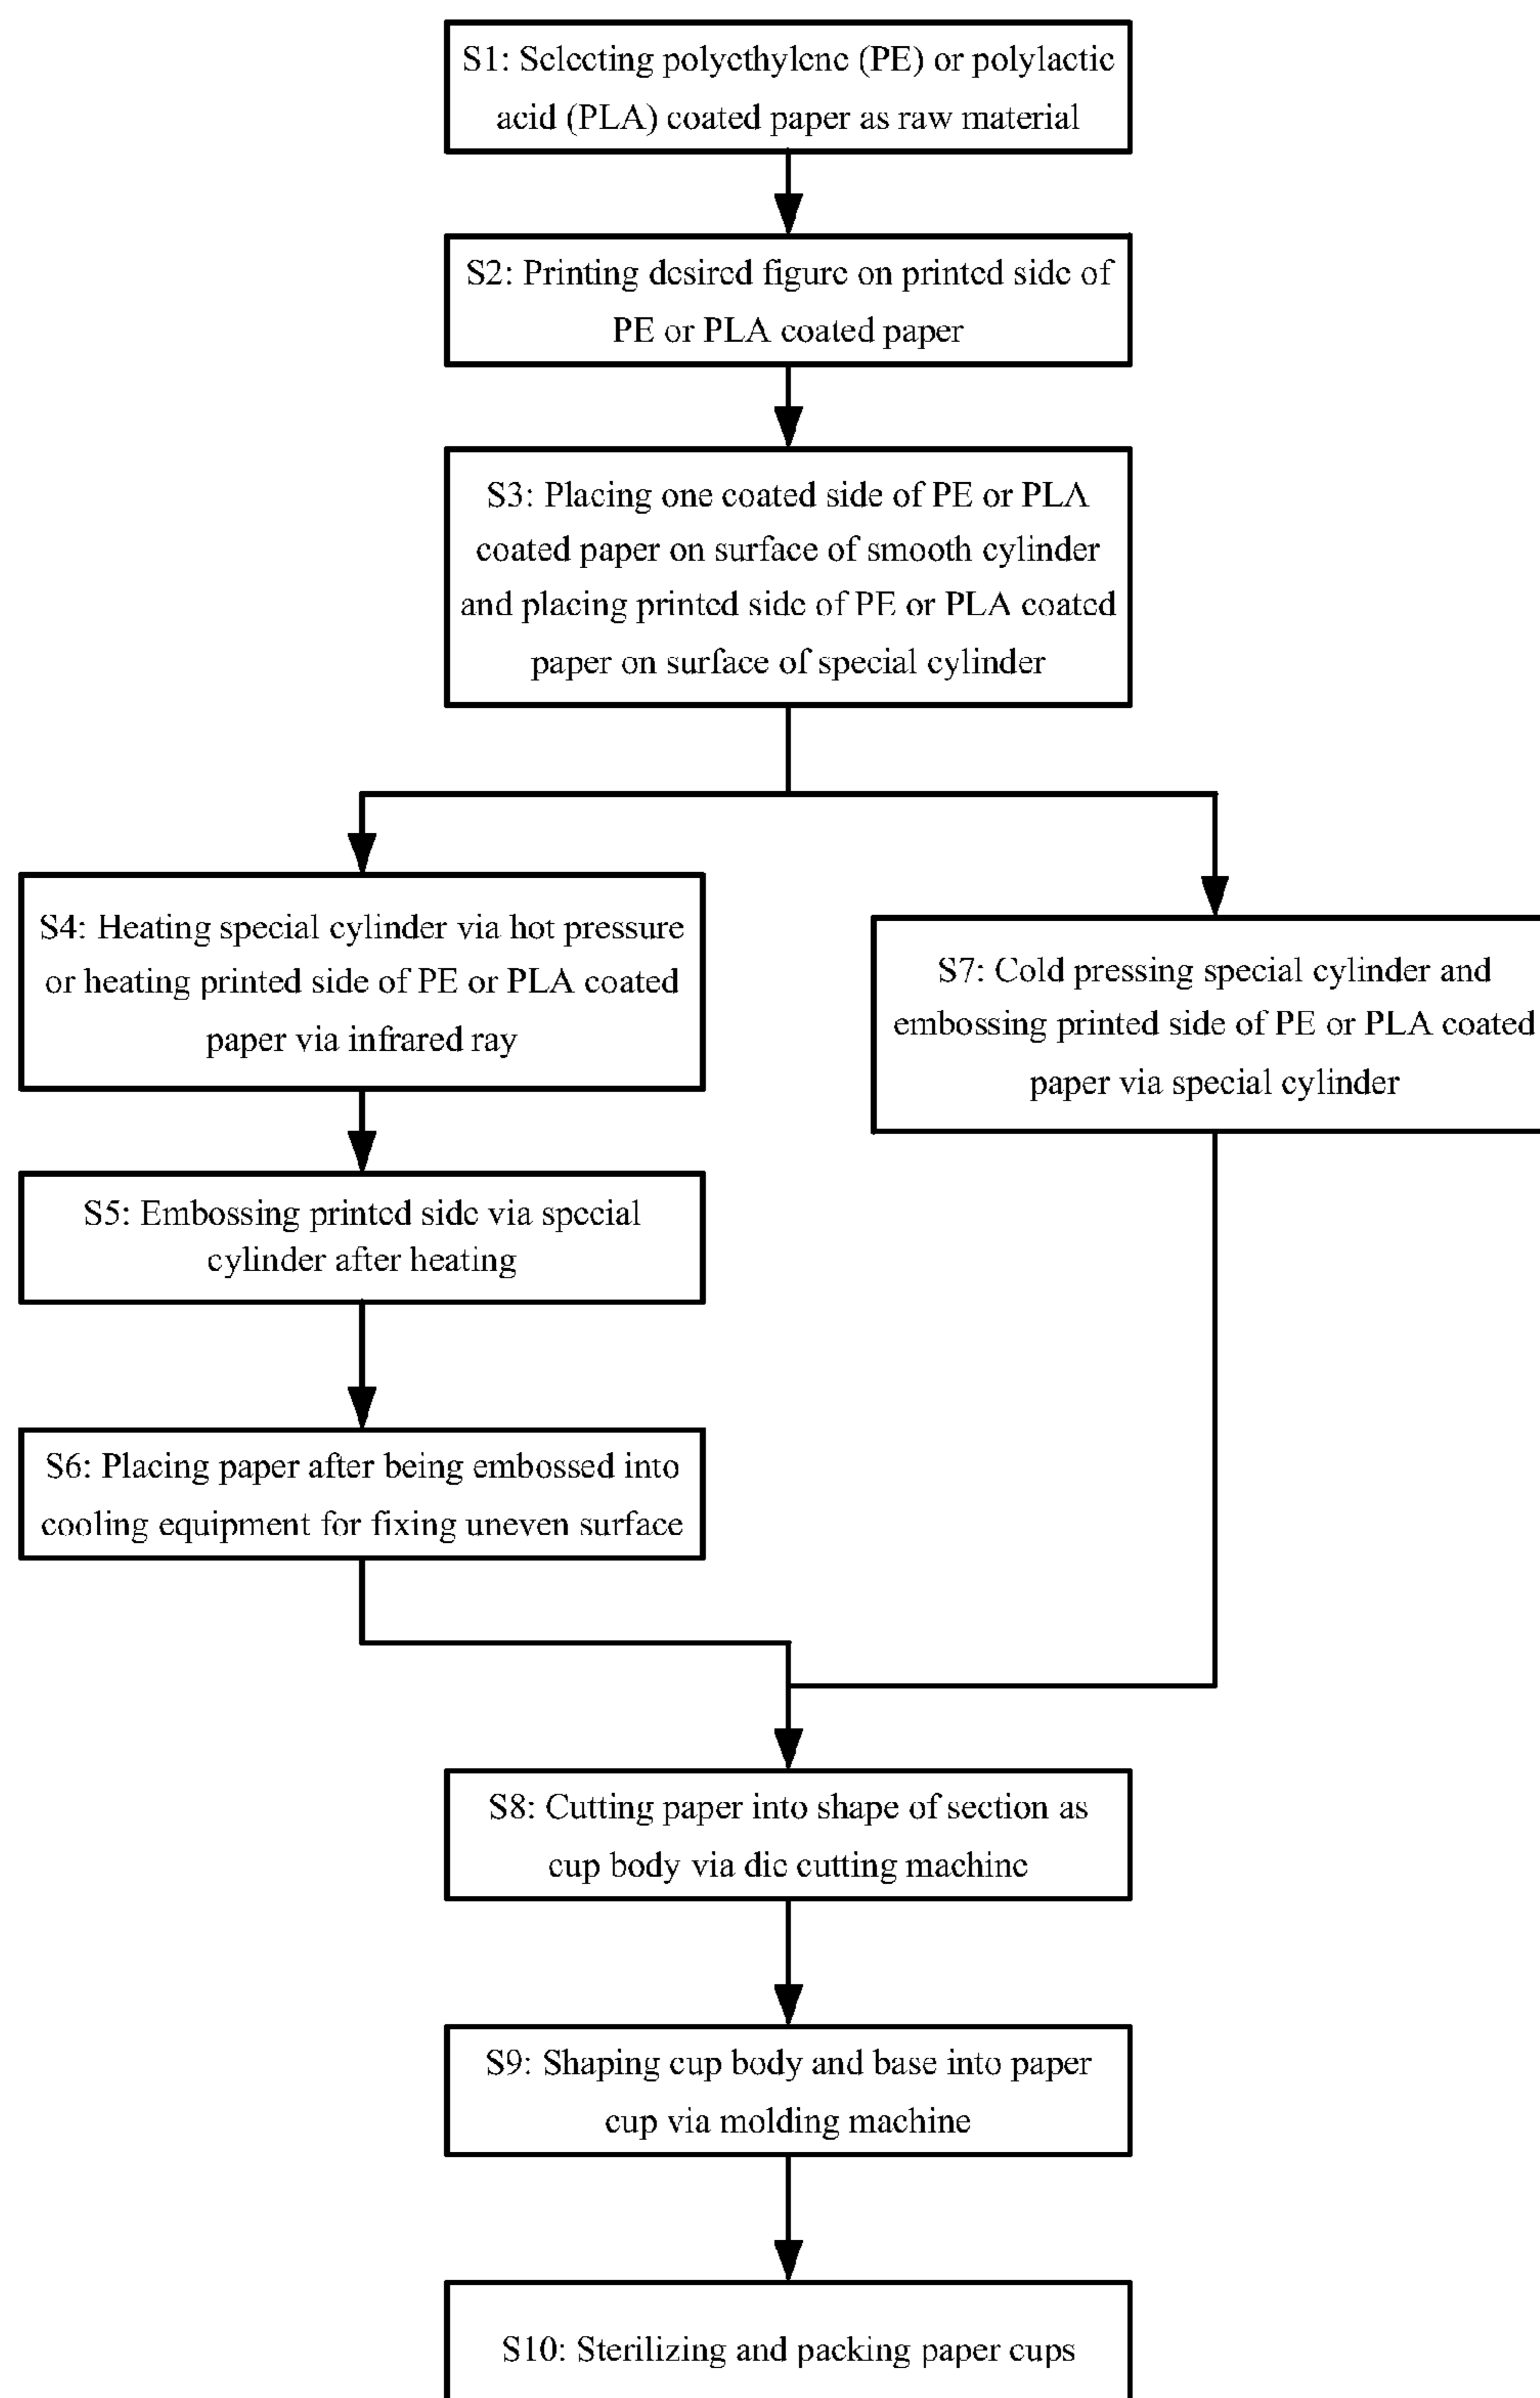 S1: Selecting polyethylene (PE) or polylactic
acid (PLA) coated paper as raw material
S2: Printing desired figure on printed side of
PE or PLA coated paper
S3: Placing one coated side of PE or PLA
coated paper on surface of smooth cylinder
and placing printed side of PE or PLA coated
paper on surface of special cylinder
S4: Heating special cylinder via hot pressure
or heating printed side of PE or PLA coated
paper via infrared ray
S5: Embossing printed side via special
cylinder after heating
S6: Placing paper after being embossed into
cooling equipment for fixing uneven surface
S7: Cold pressing special cylinder and
embossing printed side of PE or PLA coated
paper via special cylinder
S8: Cutting paper into shape of section as
cup body via die cutting machine
S9: Shaping cup body and base into paper
cup via molding machine
S10: Sterilizing and packing paper cups